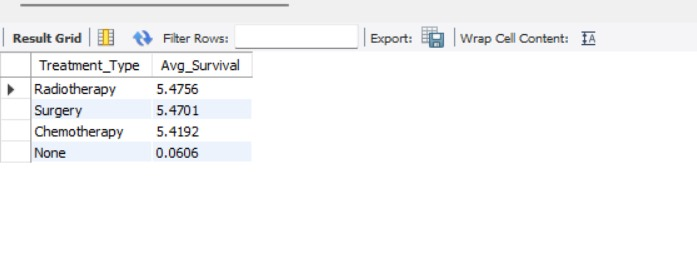 Result Grid Filter Rows: Export: Wrap Cell Content: IA
Treatment_Type Avg_Survival
Radiotherapy 5.4756
Surgery 5.4701
Chemotherapy 5.4192
None 0.0606